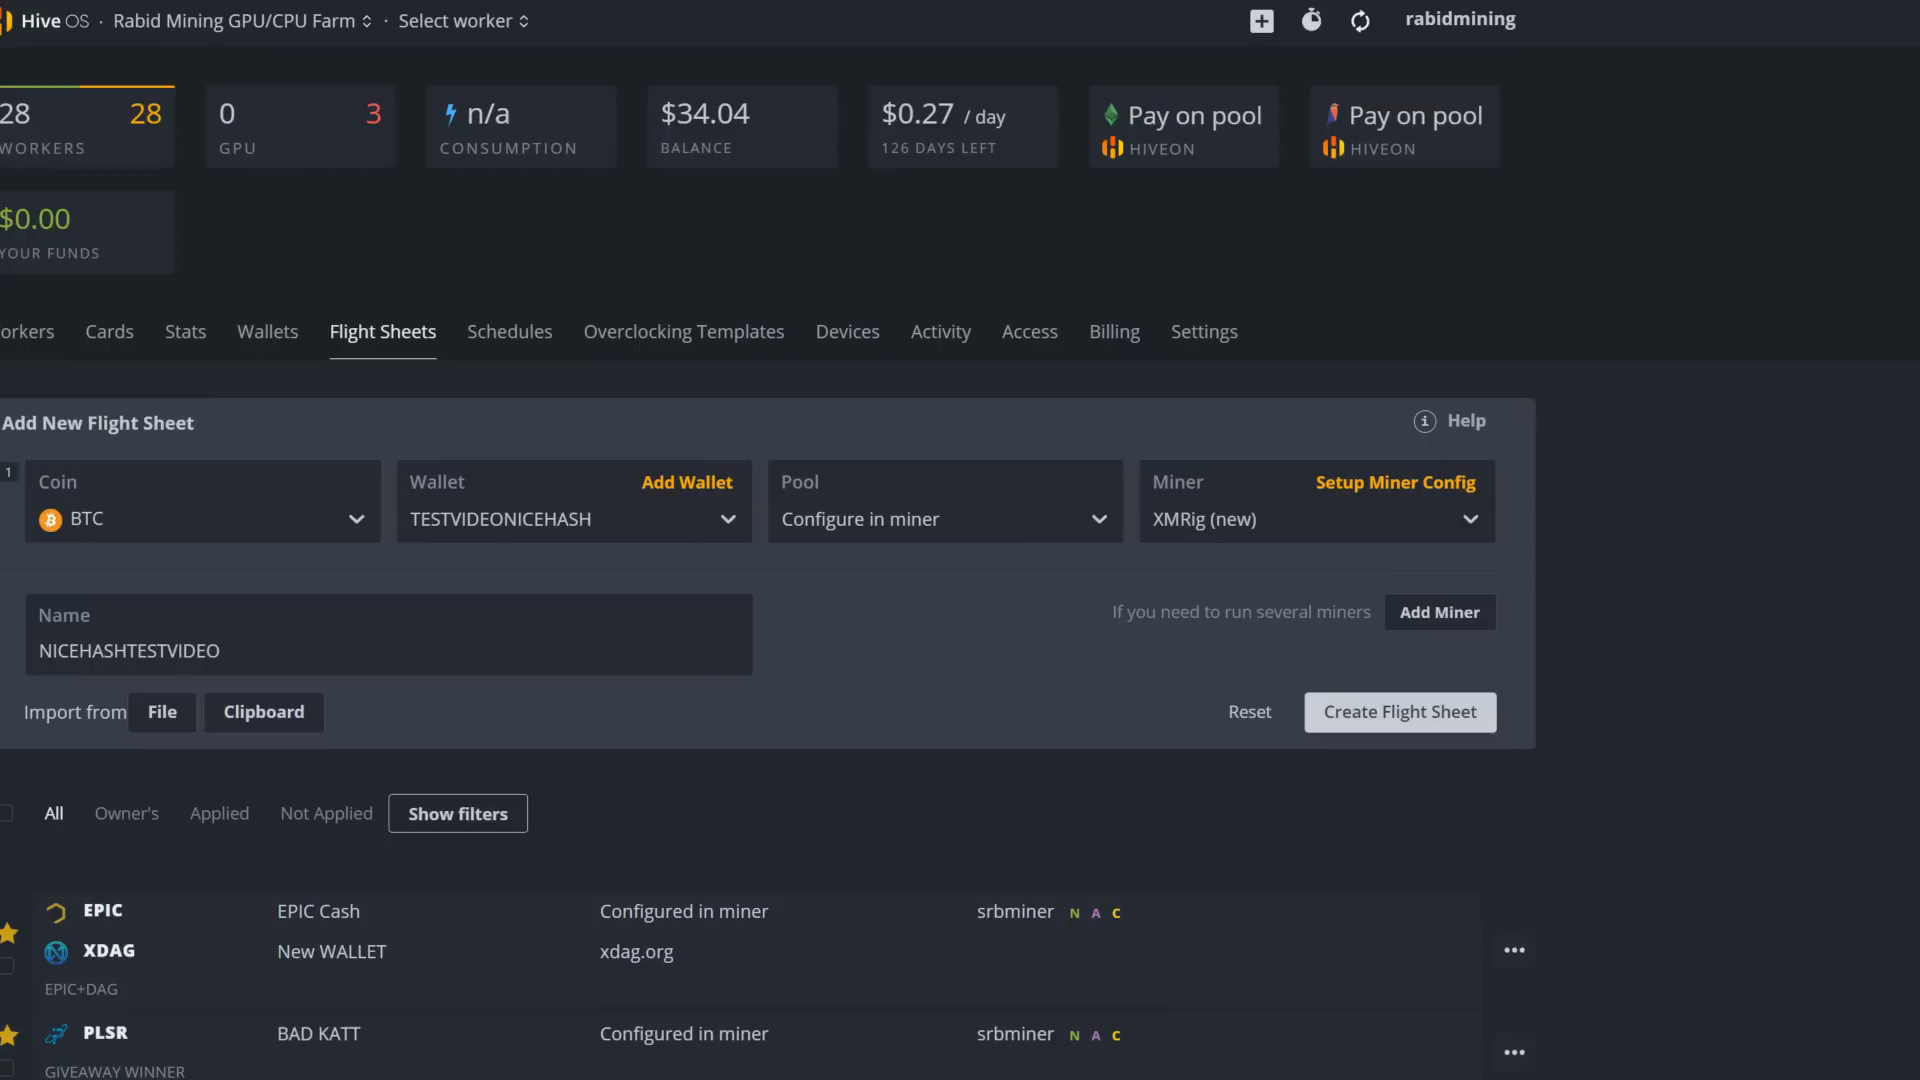 Hive OS · Rabid Mining GPU/CPU Farm · Select worker
rabidmining
28 28
WORKERS
0 3
GPU
n/a
CONSUMPTION
$34.04
BALANCE
$0.27 / day
126 DAYS LEFT
Pay on pool
HIVEON
Pay on pool
HIVEON
$0.00
YOUR FUNDS
orkers Cards Stats Wallets Flight Sheets Schedules Overclocking Templates Devices Activity Access Billing Settings
Add New Flight Sheet
Help
1
Coin
BTC
Wallet Add Wallet
TESTVIDEONICEHASH
Pool
Configure in miner
Miner Setup Miner Config
XMRig (new)
Name
NICEHASHTESTVIDEO
If you need to run several miners Add Miner
Import from File Clipboard
Reset Create Flight Sheet
All Owner's Applied Not Applied Show filters
EPIC EPIC Cash Configured in miner srbminer N A C
XDAG New WALLET xdag.org
EPIC+DAG
PLSR BAD KATT Configured in miner srbminer N A C
GIVEAWAY WINNER